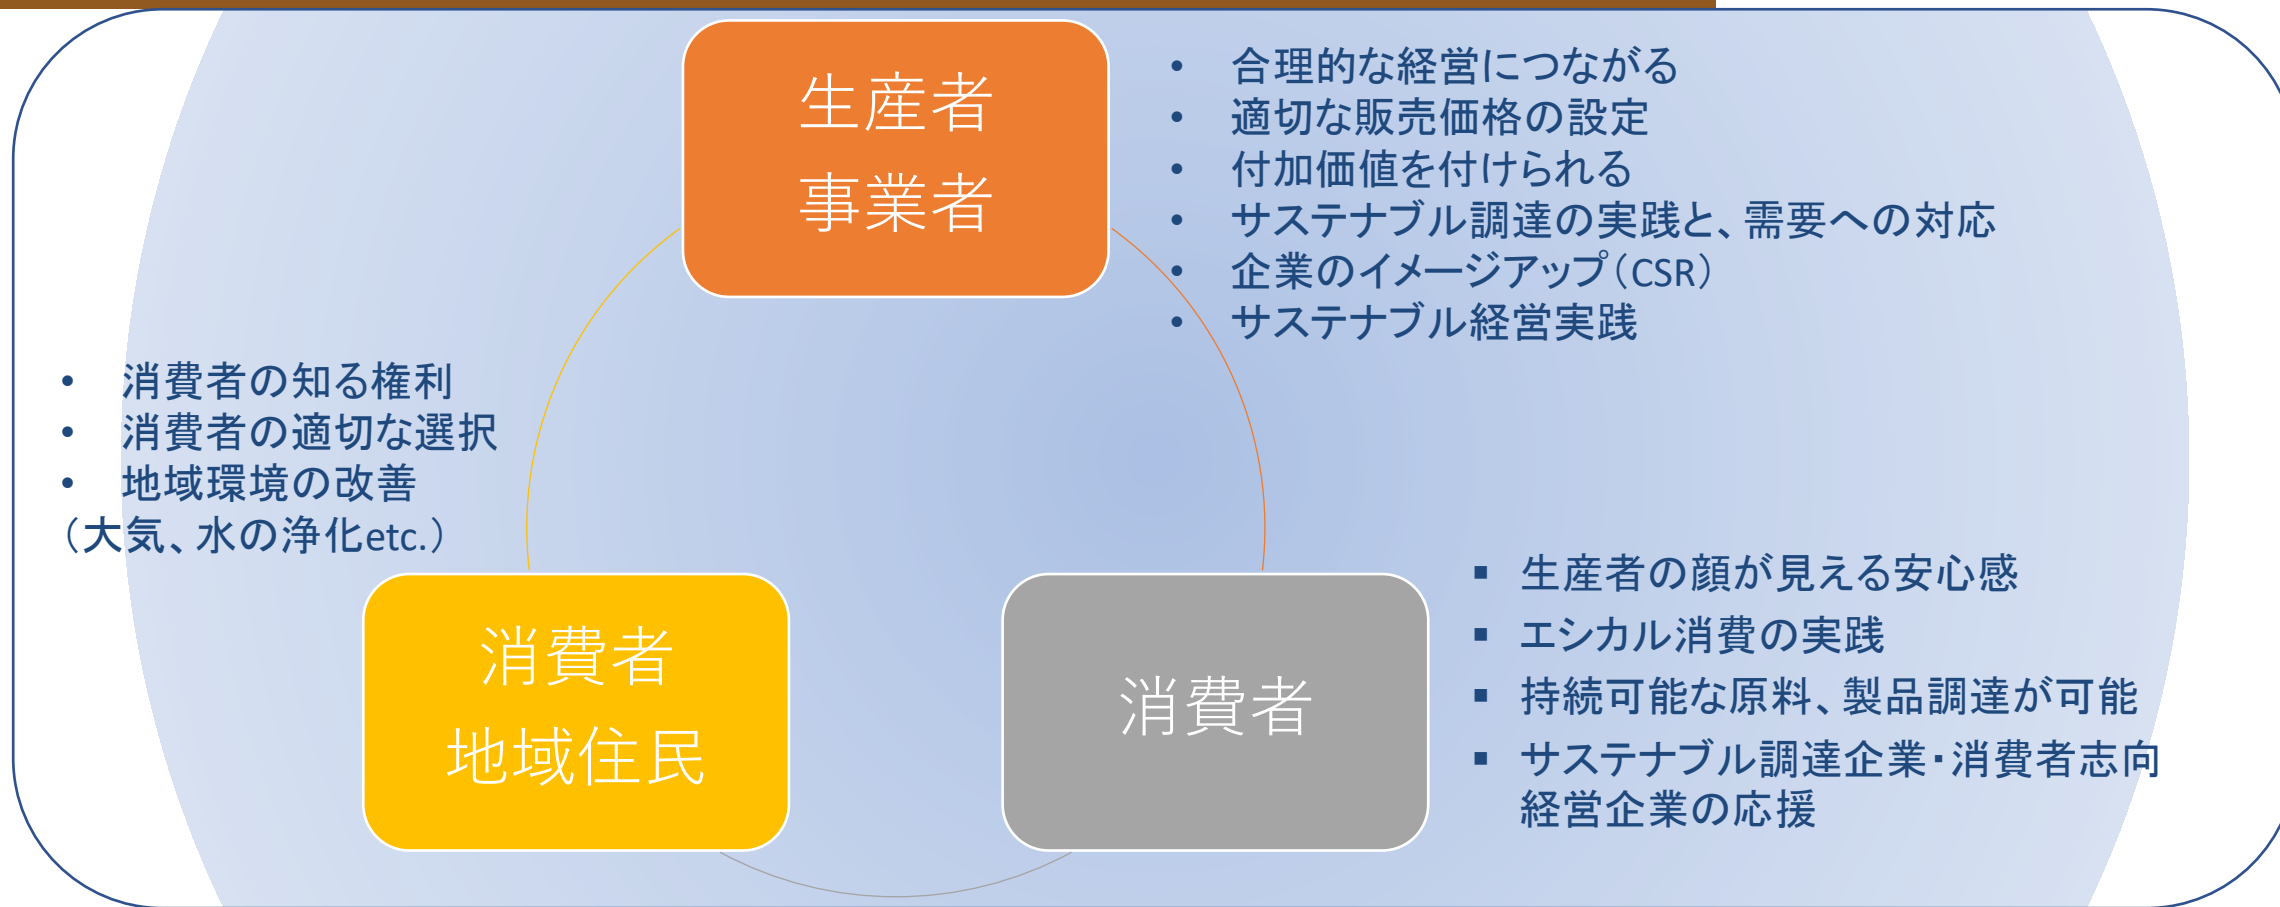 生産者
事業者
• 合理的な経営につながる
• 適切な販売価格の設定
• 付加価値を付けられる
• サステナブル調達の実践と、需要への対応
• 企業のイメージアップ（CSR）
• サステナブル経営実践
• 消費者の知る権利
• 消費者の適切な選択
• 地域環境の改善
（大気、水の浄化etc.）
消費者
地域住民
消費者
▪ 生産者の顔が見える安心感
▪ エシカル消費の実践
▪ 持続可能な原料、製品調達が可能
▪ サステナブル調達企業・消費者志向
経営企業の応援